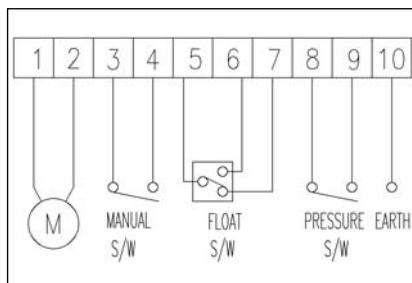 1 2 3 4 5 6 7 8 9 10
M MANUAL FLOAT PRESSURE EARTH
S/W S/W S/W